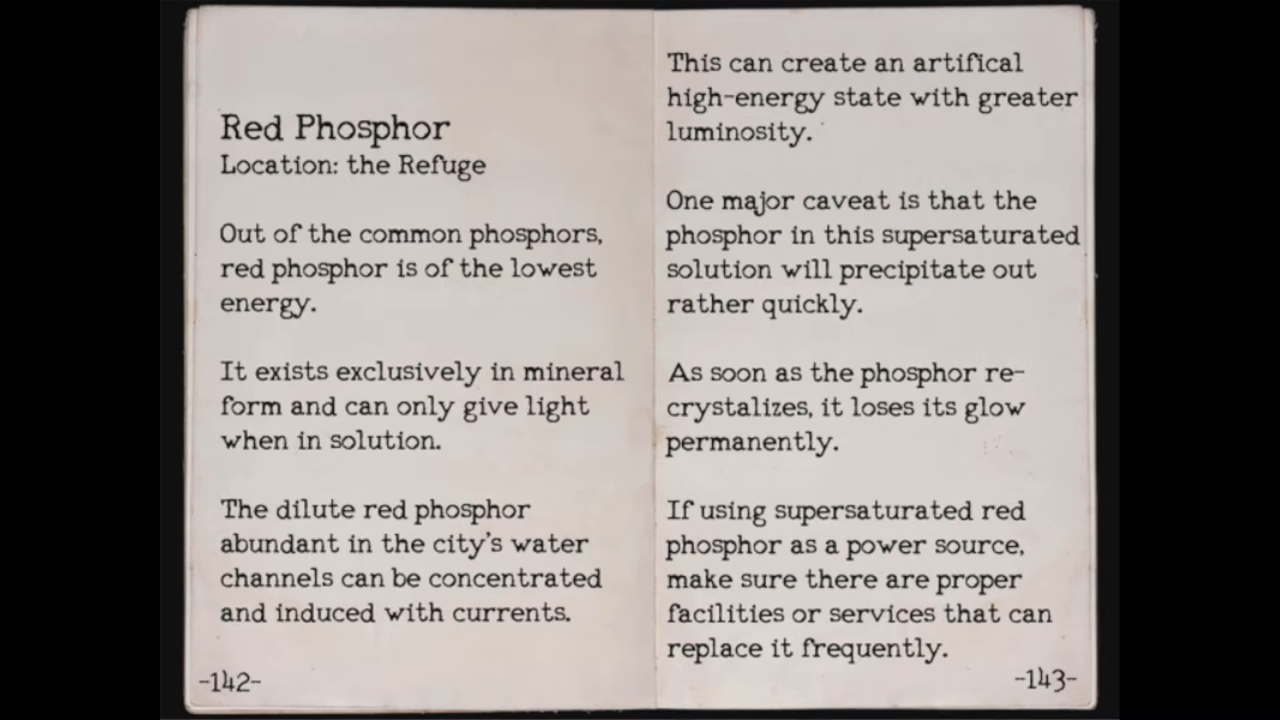 Red Phosphor
Location: the Refuge
Out of the common phosphors,
red phosphor is of the lowest
energy.
It exists exclusively in mineral
form and can only give light
when in solution.
The dilute red phosphor
abundant in the city's water
channels can be concentrated
and induced with currents.
-142-
This can create an artifical
high-energy state with greater
luminosity.
One major caveat is that the
phosphor in this supersaturated
solution will precipitate out
rather quickly.
As soon as the phosphor re-
crystalizes, it loses its glow
permanently.
If using supersaturated red
phosphor as a power source,
make sure there are proper
facilities or services that can
replace it frequently.
-143-